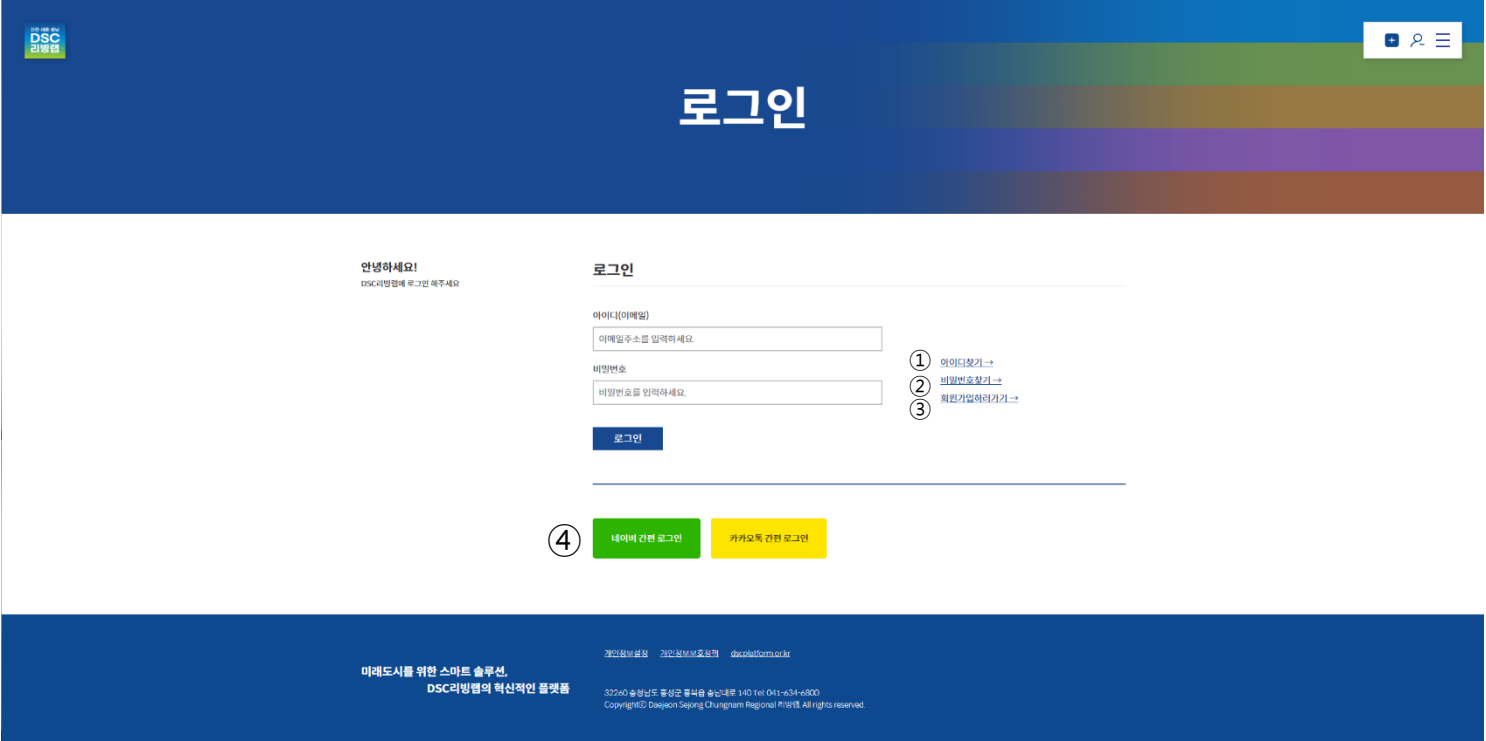 대전 세종 충남
DSC
리빙랩
로그인
안녕하세요!
DSC리빙랩에 로그인 해주세요
로그인
아이디(이메일)
이메일주소를 입력하세요.
비밀번호
비밀번호를 입력하세요.
① 아이디찾기 →
② 비밀번호찾기 →
③ 회원가입하러가기 →
로그인
④ 네이버 간편 로그인 카카오톡 간편 로그인
미래도시를 위한 스마트 솔루션,
DSC리빙랩의 혁신적인 플랫폼
개인정보설정 개인정보보호정책 dscplatform.or.kr
32260 충청남도 홍성군 홍북읍 충남대로 140 Tel 041-634-6800
Copyrightⓒ Daejeon Sejong Chungnam Regional 리빙랩. All rights reserved.